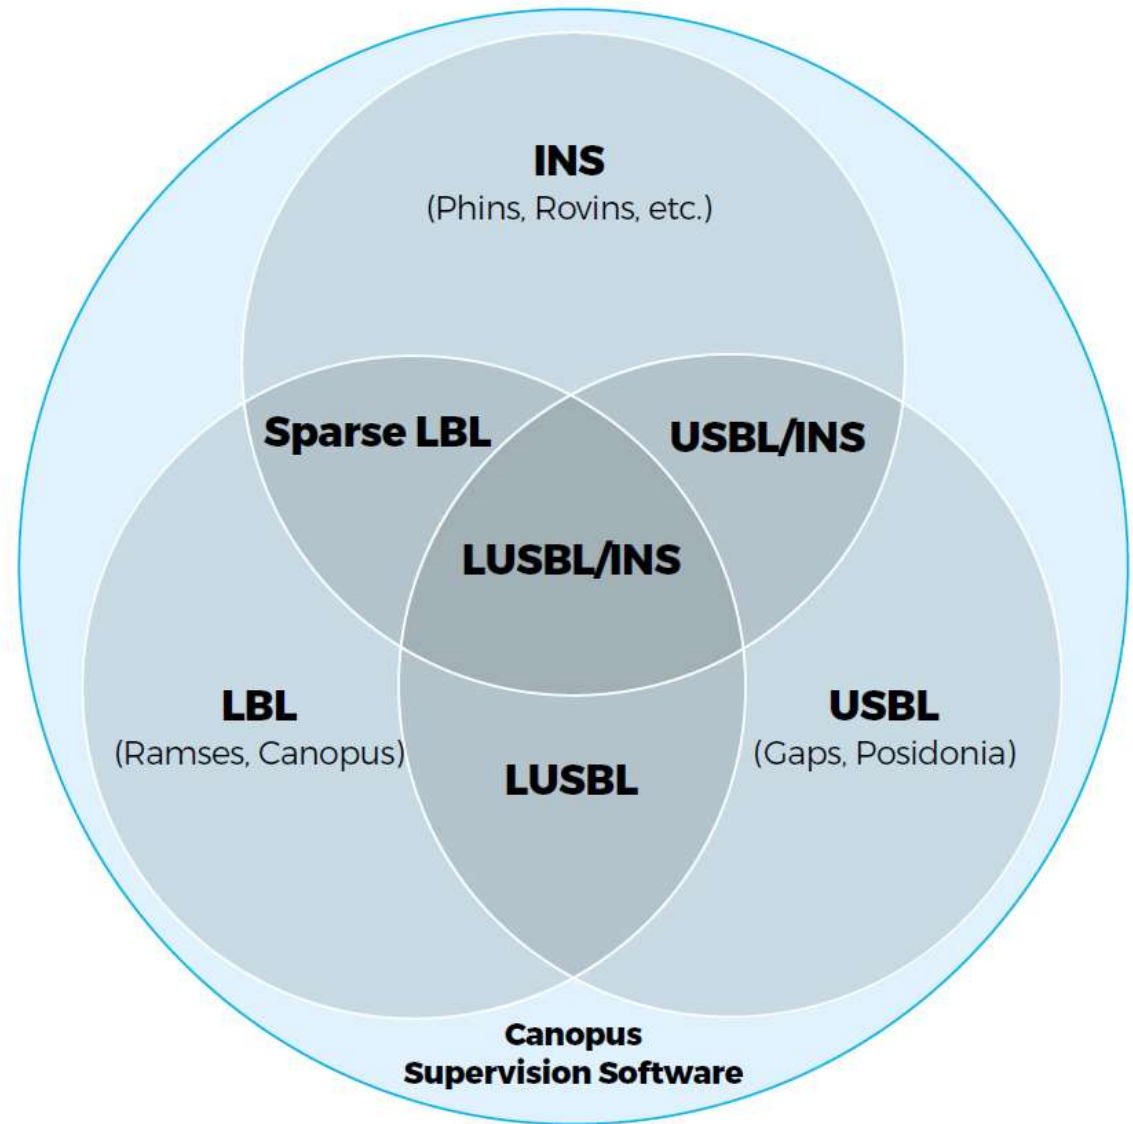 INS
(Phins, Rovins, etc.)
Sparse LBL
USBL/INS
LUSBL/INS
LBL
(Ramses, Canopus)
USBL
(Gaps, Posidonia)
LUSBL
Canopus
Supervision Software